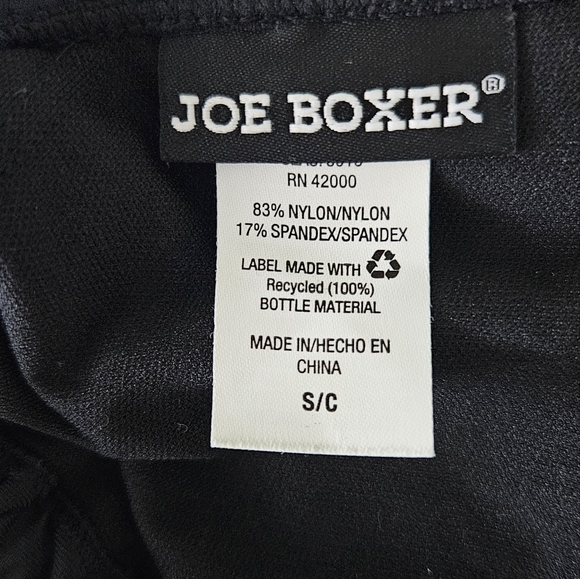 JOE BOXER®
RN 42000
83% NYLON/NYLON
17% SPANDEX/SPANDEX
LABEL MADE WITH
Recycled (100%)
BOTTLE MATERIAL
MADE IN/HECHO EN
CHINA
S/C